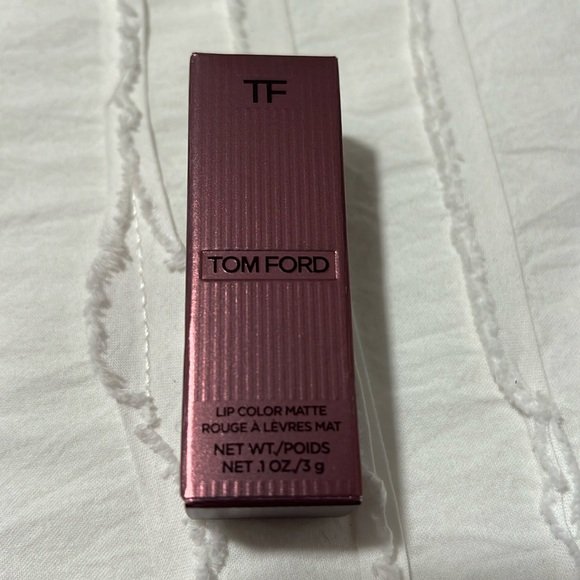 TF
TOM FORD
LIP COLOR MATTE
ROUGE À LÈVRES MAT
NET WT./POIDS
NET .1 OZ./3 g